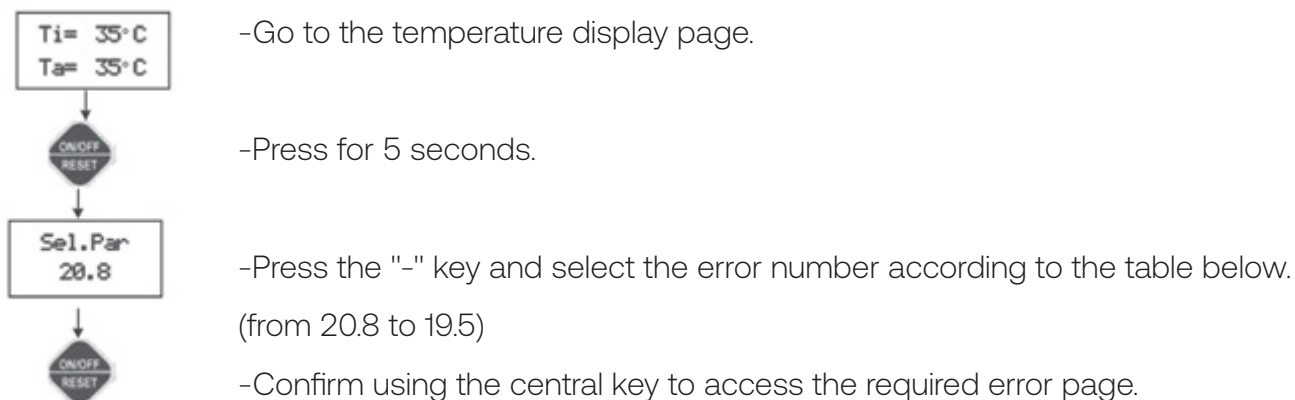 Ti= 35°C
Ta= 35°C
-Go to the temperature display page.
ON/OFF
RESET
-Press for 5 seconds.
Sel.Par
20.8
-Press the "-" key and select the error number according to the table below.
(from 20.8 to 19.5)
ON/OFF
RESET
-Confirm using the central key to access the required error page.